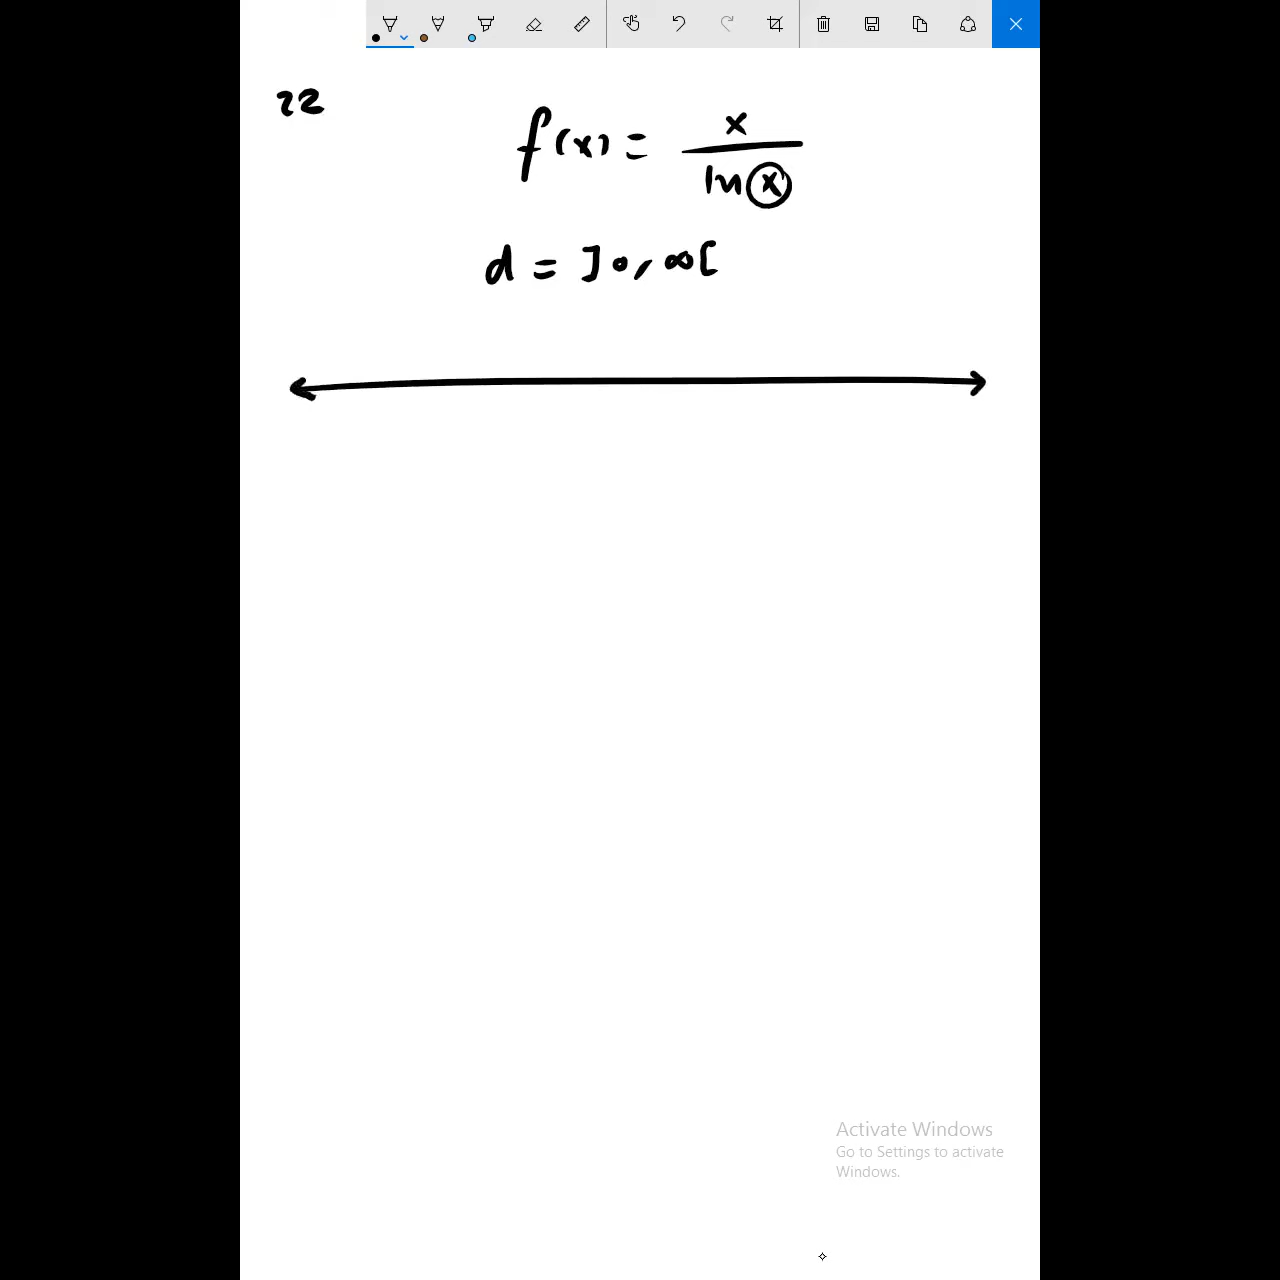 22
f(x) = x / ln(x)
d = ]0, ∞[
Activate Windows
Go to Settings to activate
Windows.